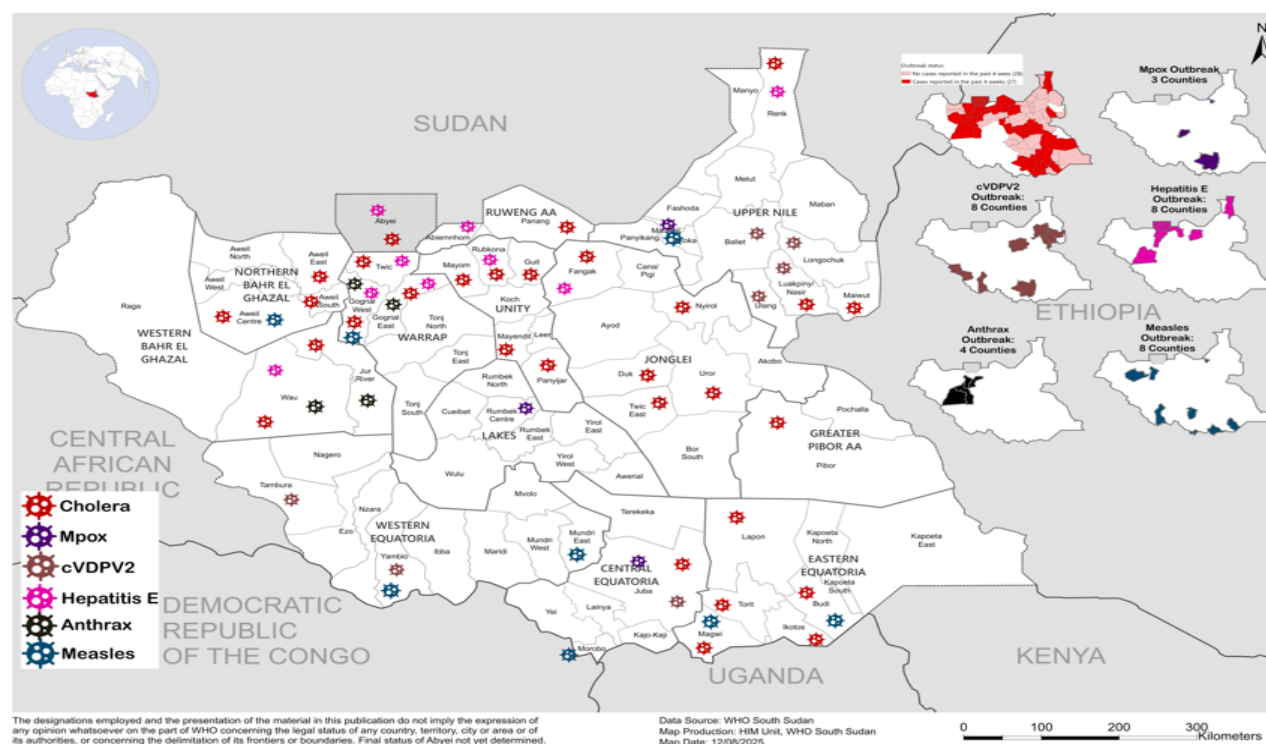 SUDAN
Manyo
Renk
Melut
Maban
Fashoda
UPPER NILE
Panyikang
Baliet
Longochuk
Luakpiny/
Nasir
Maiwut
Ulang
Abyei
RUWENG AA
Pariang
Abiemnhom
Rubkona
Mayom
Guit
Fangak
Cana/
Pigi
Nyirol
Koch
UNITY
Mayendit
Leer
Panyijar
Ayod
JONGLEI
Duk
Uror
Akobo
Twic
East
Bor
South
Pochalla
GREATER
PIBOR AA
Pibor
Aweil
North
Aweil
East
Aweil
West
NORTHERN
BAHR EL
GHAZAL
Aweil
South
Aweil
Centre
Twic
Gognal
West
Gognal
East
Tonj
North
WARRAP
Tonj
East
Tonj
South
Raga
WESTERN
BAHR EL
GHAZAL
Jur
River
Wau
Rumbek
North
Cueibet
Rumbek
Centre
LAKES
Rumbek
East
Yirol
East
Yirol
West
Wulu
Awerial
Nagero
Tambura
Nzara
WESTERN
EQUATORIA
Ezo
Yambio
Ibba
Maridi
Mvolo
Mundri
West
Mundri
East
Terekeka
CENTRAL
EQUATORIA
Juba
Yei
Lainya
Kajo-Keji
Morobo
Lapon
Kapoeta
North
Kapoeta
East
EASTERN
EQUATORIA
Kapoeta
South
Torit
Budi
Ikotos
Magwi
CENTRAL
AFRICAN
REPUBLIC
DEMOCRATIC
REPUBLIC
OF THE CONGO
UGANDA
KENYA
ETHIOPIA
Cholera
Mpox
cVDPV2
Hepatitis E
Anthrax
Measles
N
Outbreak status
No cases reported in the past 4 week (28)
Cases reported in the past 4 weeks (27)
Mpox Outbreak
3 Counties
cVDPV2
Outbreak:
8 Counties
Hepatitis E
Outbreak:
8 Counties
Anthrax
Outbreak:
4 Counties
Measles
Outbreak:
8 Counties
The designations employed and the presentation of the material in this publication do not imply the expression of
any opinion whatsoever on the part of WHO concerning the legal status of any country, territory, city or area or of
its authorities, or concerning the delimitation of its frontiers or boundaries. Final status of Abyei not yet determined.
Data Source: WHO South Sudan
Map Production: HIM Unit, WHO South Sudan
Map Date: 12/08/2025
0 100 200 300
Kilometers